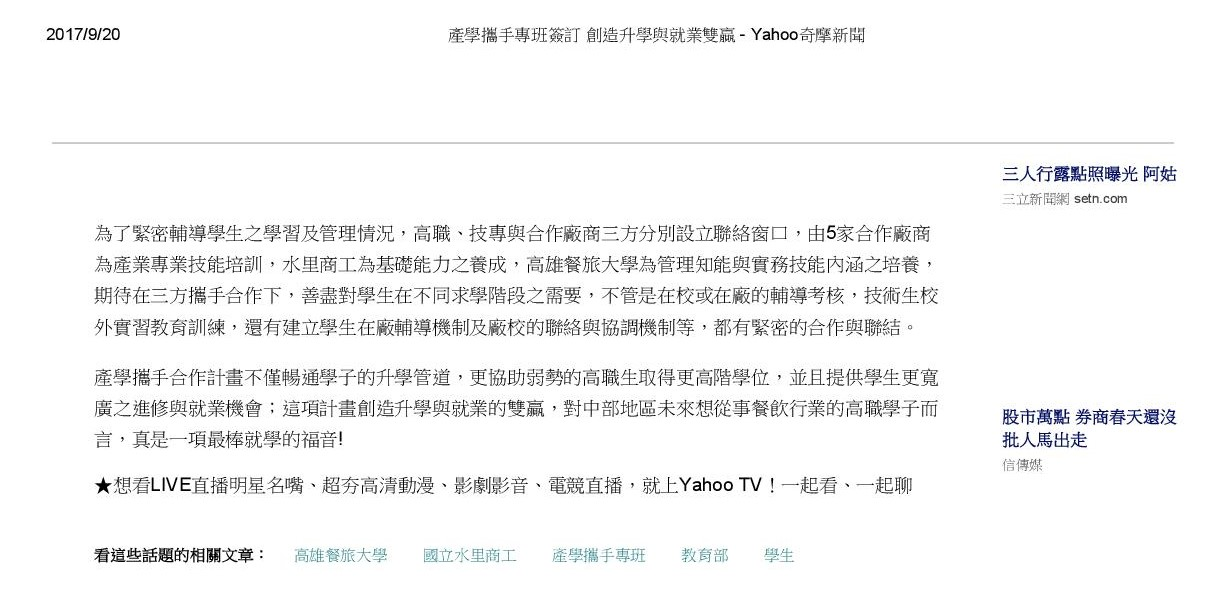 2017/9/20
產學攜手專班簽訂 創造升學與就業雙贏 - Yahoo奇摩新聞
三人行露點照曝光 阿姑
三立新聞網 setn.com
為了緊密輔導學生之學習及管理情況，高職、技專與合作廠商三方分別設立聯絡窗口，由5家合作廠商
為產業專業技能培訓，水里商工為基礎能力之養成，高雄餐旅大學為管理知能與實務技能內涵之培養，
期待在三方攜手合作下，善盡對學生在不同求學階段之需要，不管是在校或在廠的輔導考核，技術生校
外實習教育訓練，還有建立學生在廠輔導機制及廠校的聯絡與協調機制等，都有緊密的合作與聯結。
產學攜手合作計畫不僅暢通學子的升學管道，更協助弱勢的高職生取得更高階學位，並且提供學生更寬
廣之進修與就業機會；這項計畫創造升學與就業的雙贏，對中部地區未來想從事餐飲行業的高職學子而
言，真是一項最棒就學的福音!
股市萬點 券商春天還沒
批人馬出走
信傳媒
★想看LIVE直播明星名嘴、超夯高清動漫、影劇影音、電競直播，就上Yahoo TV！一起看、一起聊
看這些話題的相關文章： 高雄餐旅大學 國立水里商工 產學攜手專班 教育部 學生